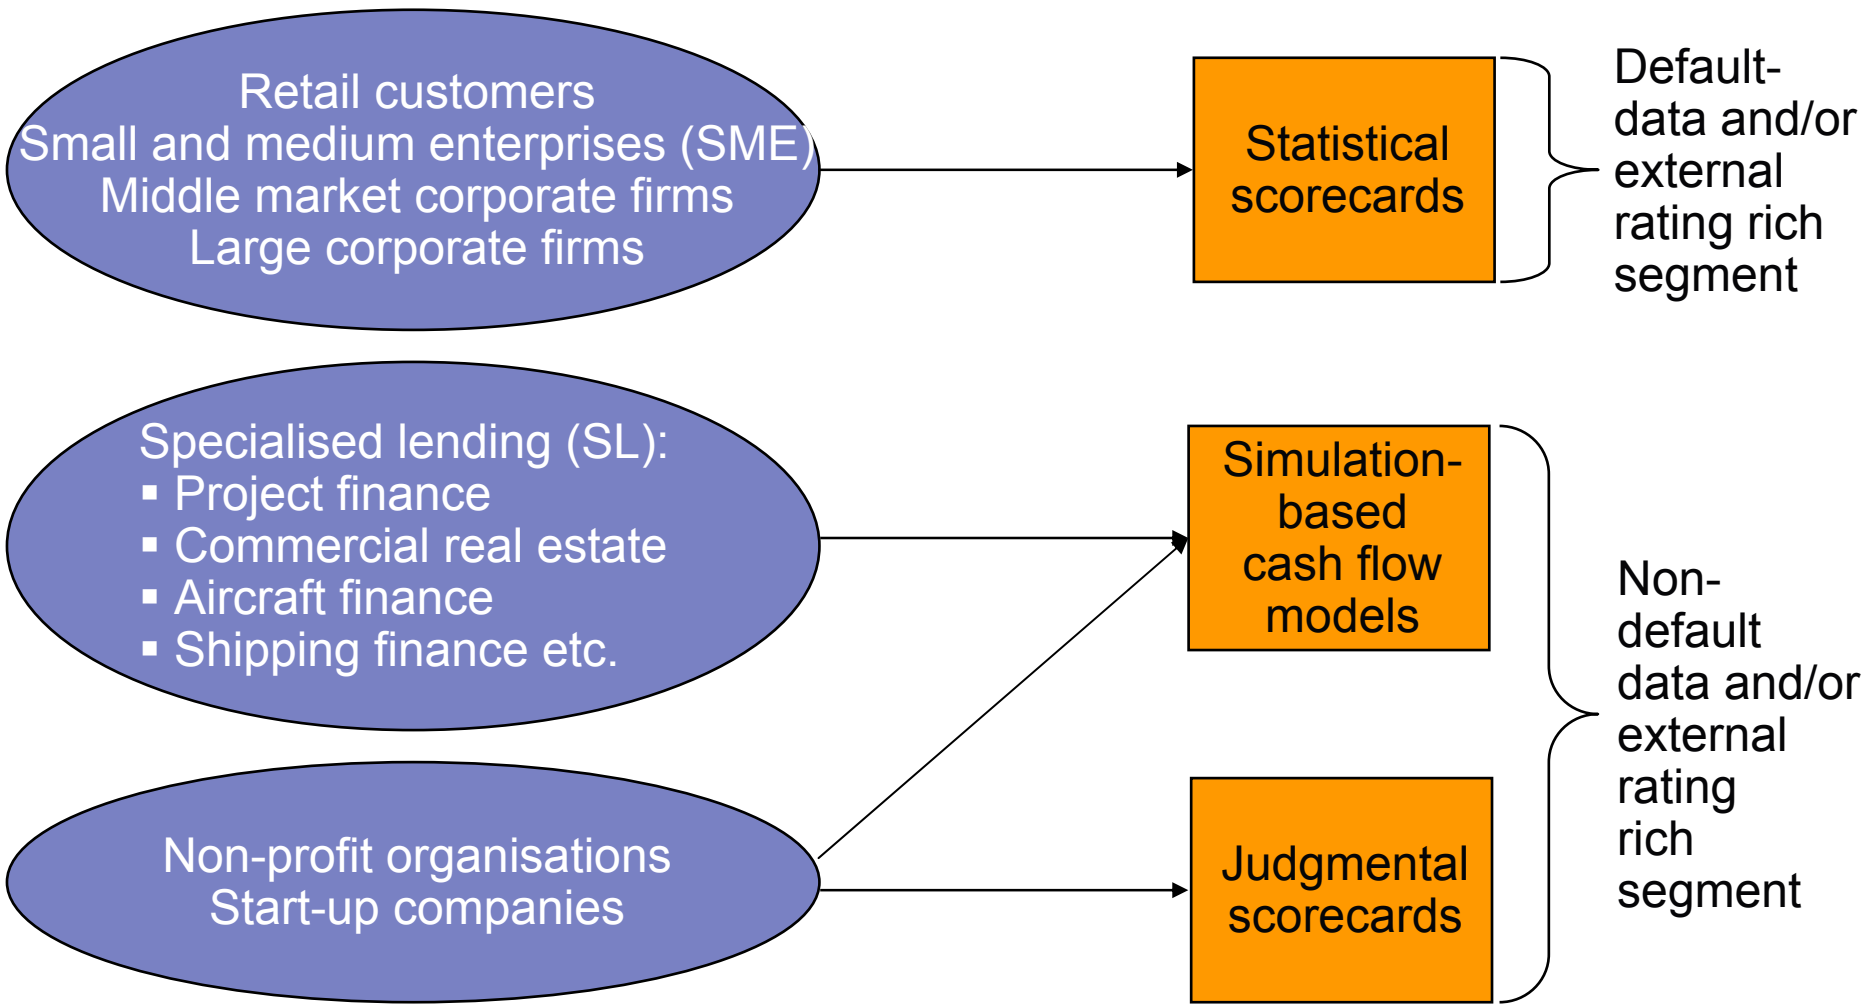 Retail customers
Small and medium enterprises (SME)
Middle market corporate firms
Large corporate firms
Statistical
scorecards
Default-
data and/or
external
rating rich
segment
Specialised lending (SL):
▪ Project finance
▪ Commercial real estate
▪ Aircraft finance
▪ Shipping finance etc.
Simulation-
based
cash flow
models
Non-profit organisations
Start-up companies
Judgmental
scorecards
Non-
default
data and/or
external
rating
rich
segment